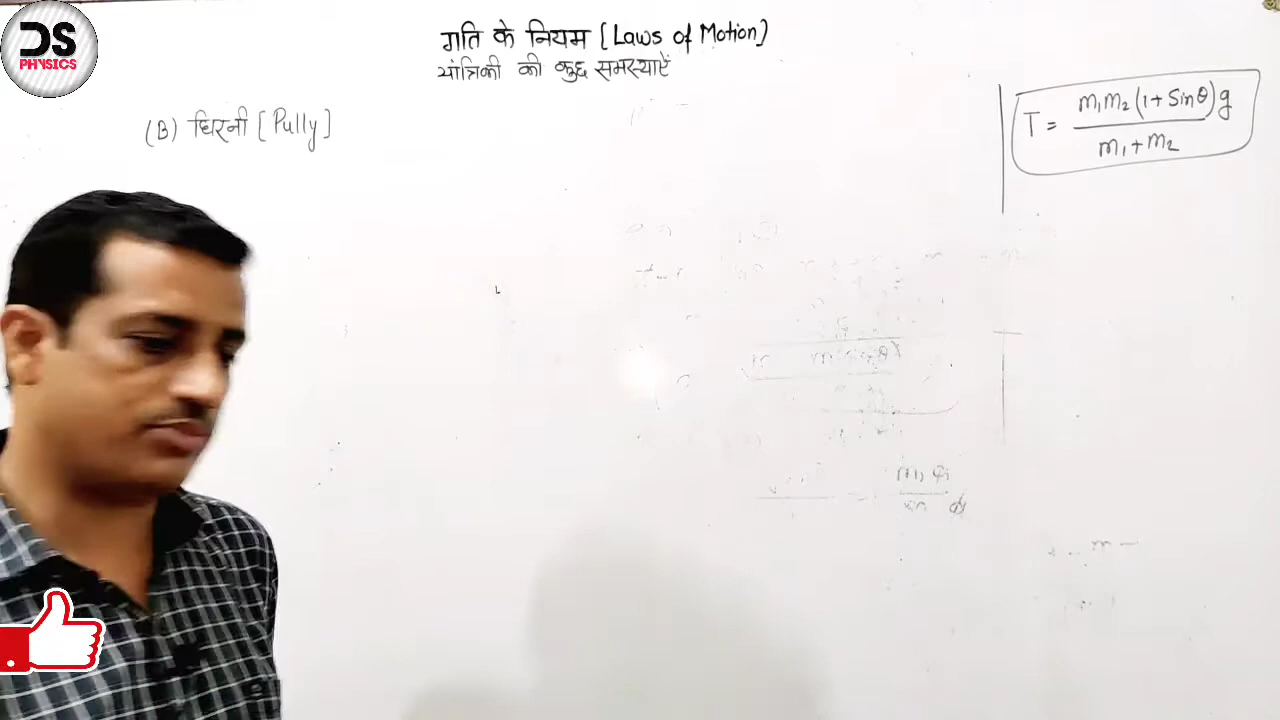 DS
PHYSICS
गति के नियम [Laws of Motion]
यांत्रिकी की कुछ समस्याऐं
(B) घिरनी [Pully]
T = m₁m₂(1+Sinθ)g / m₁+m₂